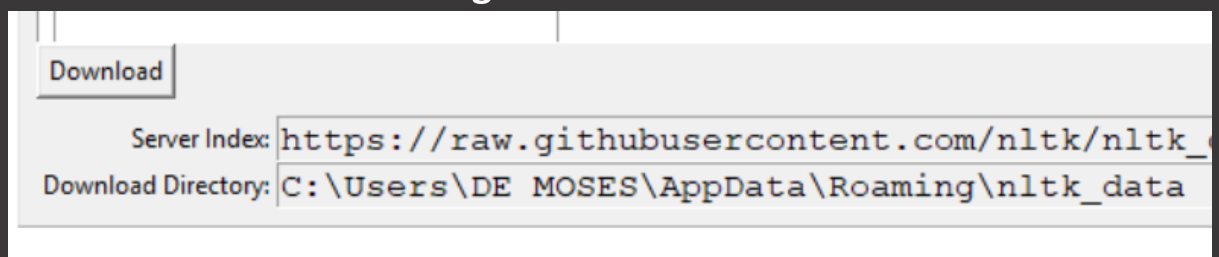 Download
Server Index: https://raw.githubusercontent.com/nltk/nltk_
Download Directory: C:\Users\DE MOSES\AppData\Roaming\nltk_data